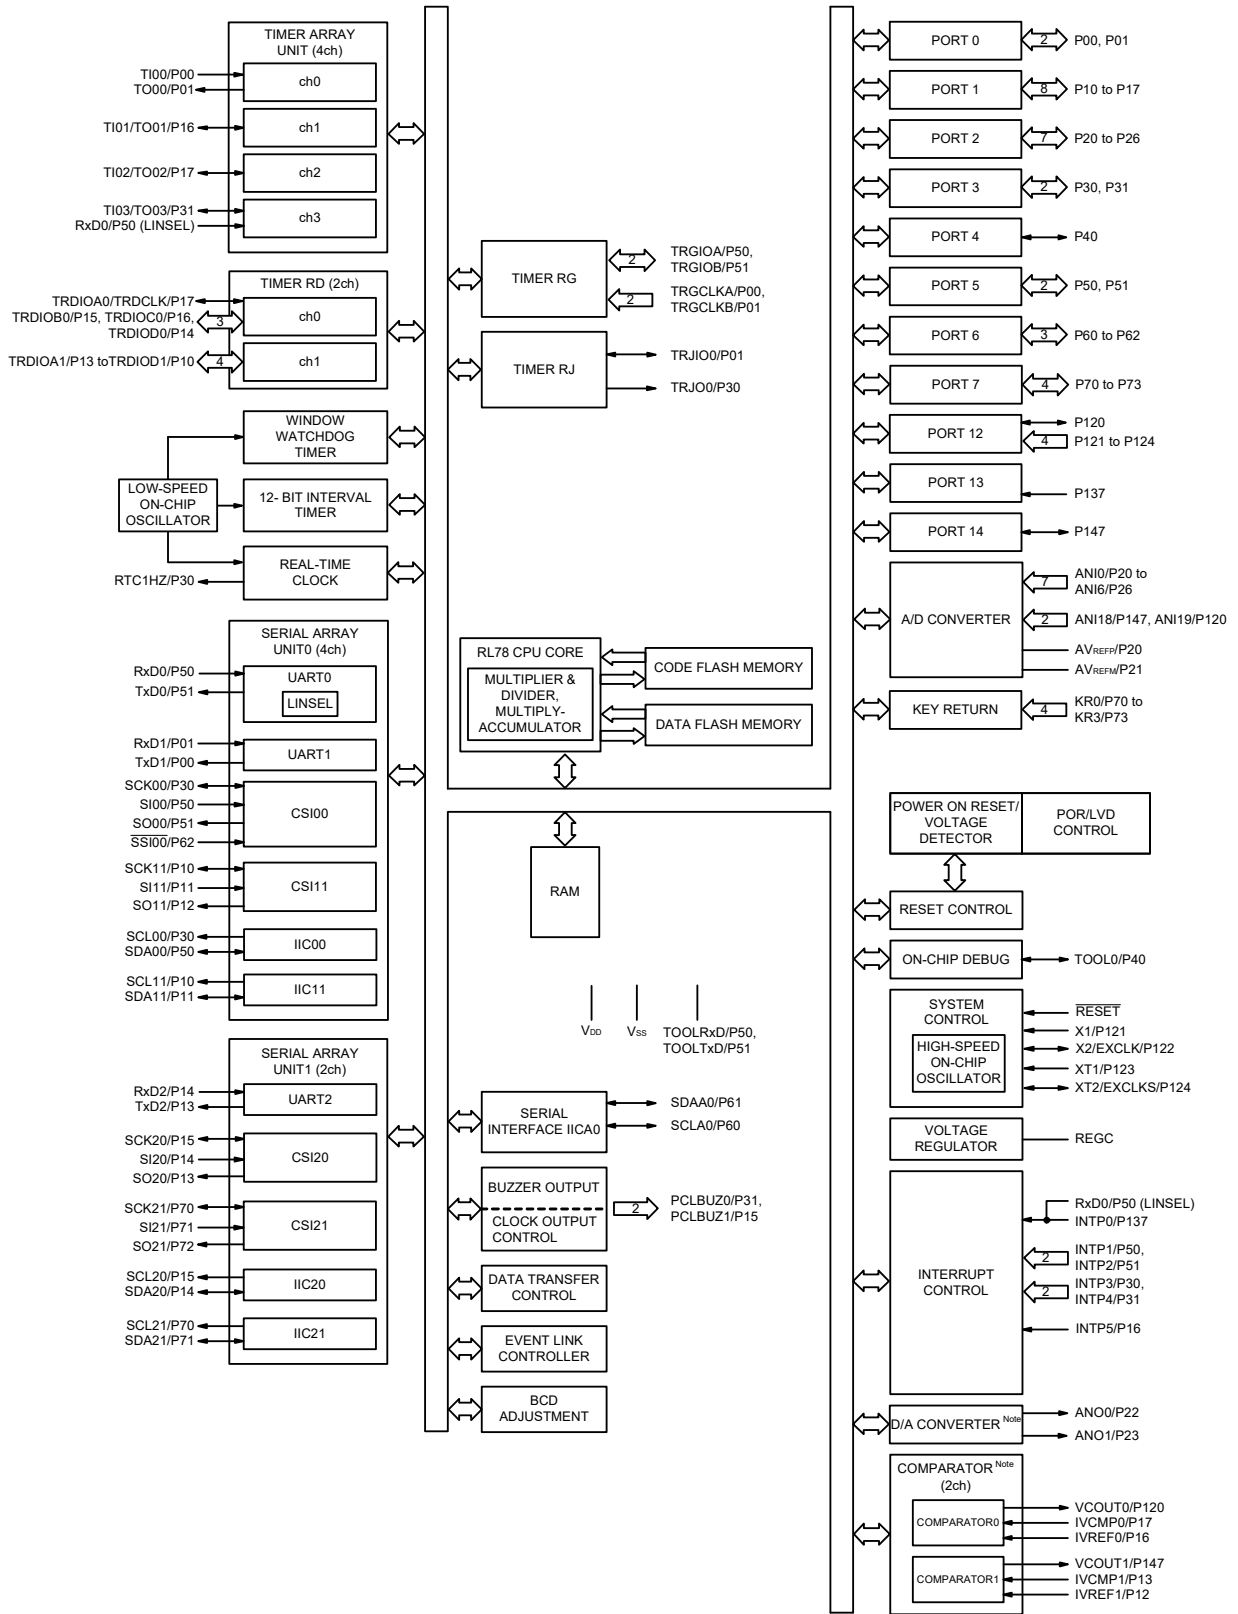 TIMER ARRAY
UNIT (4ch)
TI00/P00
TO00/P01
ch0
TI01/TO01/P16
ch1
TI02/TO02/P17
ch2
TI03/TO03/P31
RxD0/P50 (LINSEL)
ch3
TIMER RD (2ch)
TRDIOA0/TRDCLK/P17
TRDIOB0/P15, TRDIOC0/P16,
TRDIOD0/P14
3
ch0
TRDIOA1/P13 toTRDIOD1/P10
4
ch1
WINDOW
WATCHDOG
TIMER
LOW-SPEED
ON-CHIP
OSCILLATOR
12- BIT INTERVAL
TIMER
RTC1HZ/P30
REAL-TIME
CLOCK
SERIAL ARRAY
UNIT0 (4ch)
RxD0/P50
TxD0/P51
UART0
LINSEL
RxD1/P01
TxD1/P00
UART1
SCK00/P30
SI00/P50
SO00/P51
SSI00/P62
CSI00
SCK11/P10
SI11/P11
SO11/P12
CSI11
SCL00/P30
SDA00/P50
IIC00
SCL11/P10
SDA11/P11
IIC11
SERIAL ARRAY
UNIT1 (2ch)
RxD2/P14
TxD2/P13
UART2
SCK20/P15
SI20/P14
SO20/P13
CSI20
SCK21/P70
SI21/P71
SO21/P72
CSI21
SCL20/P15
SDA20/P14
IIC20
SCL21/P70
SDA21/P71
IIC21
TIMER RG
2
TRGIOA/P50,
TRGIOB/P51
2
TRGCLKA/P00,
TRGCLKB/P01
TIMER RJ
TRJIO0/P01
TRJO0/P30
RL78 CPU CORE
MULTIPLIER &
DIVIDER,
MULTIPLY-
ACCUMULATOR
CODE FLASH MEMORY
DATA FLASH MEMORY
RAM
VDD
VSS
TOOLRxD/P50,
TOOLTxD/P51
SERIAL
INTERFACE IICA0
SDAA0/P61
SCLA0/P60
BUZZER OUTPUT
CLOCK OUTPUT
CONTROL
2
PCLBUZ0/P31,
PCLBUZ1/P15
DATA TRANSFER
CONTROL
EVENT LINK
CONTROLLER
BCD
ADJUSTMENT
PORT 0
2
P00, P01
PORT 1
8
P10 to P17
PORT 2
7
P20 to P26
PORT 3
2
P30, P31
PORT 4
P40
PORT 5
2
P50, P51
PORT 6
3
P60 to P62
PORT 7
4
P70 to P73
PORT 12
P120
4
P121 to P124
PORT 13
P137
PORT 14
P147
A/D CONVERTER
7
ANI0/P20 to
ANI6/P26
2
ANI18/P147, ANI19/P120
AVREFP/P20
AVREFM/P21
KEY RETURN
4
KR0/P70 to
KR3/P73
POWER ON RESET/
VOLTAGE
DETECTOR
POR/LVD
CONTROL
RESET CONTROL
ON-CHIP DEBUG
TOOL0/P40
SYSTEM
CONTROL
HIGH-SPEED
ON-CHIP
OSCILLATOR
RESET
X1/P121
X2/EXCLK/P122
XT1/P123
XT2/EXCLKS/P124
VOLTAGE
REGULATOR
REGC
INTERRUPT
CONTROL
RxD0/P50 (LINSEL)
INTP0/P137
2
INTP1/P50,
INTP2/P51
2
INTP3/P30,
INTP4/P31
INTP5/P16
D/A CONVERTER Note
ANO0/P22
ANO1/P23
COMPARATOR Note
(2ch)
COMPARATOR0
VCOUT0/P120
IVCMP0/P17
IVREF0/P16
COMPARATOR1
VCOUT1/P147
IVCMP1/P13
IVREF1/P12